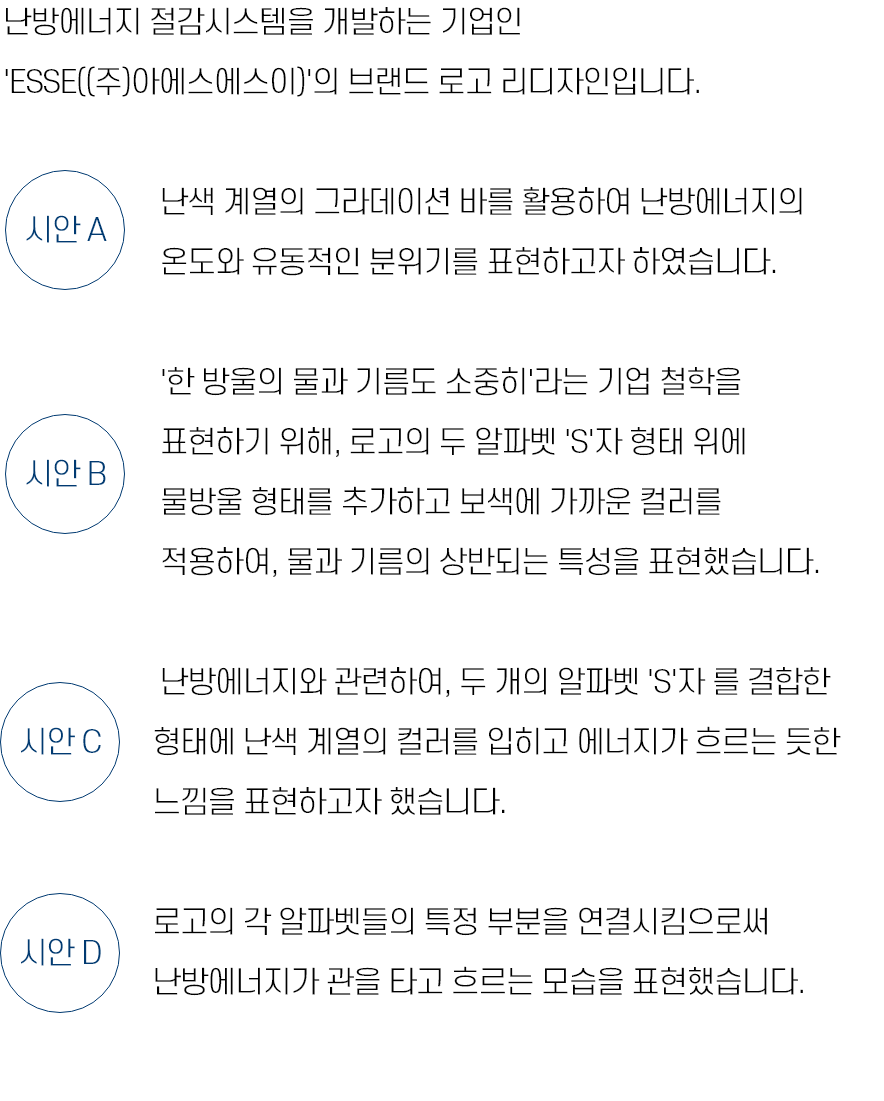 난방에너지 절감시스템을 개발하는 기업인
'ESSE((주)아에스에스이)'의 브랜드 로고 리디자인입니다.
시안 A
난색 계열의 그라데이션 바를 활용하여 난방에너지의
온도와 유동적인 분위기를 표현하고자 하였습니다.
시안 B
'한 방울의 물과 기름도 소중히'라는 기업 철학을
표현하기 위해, 로고의 두 알파벳 'S'자 형태 위에
물방울 형태를 추가하고 보색에 가까운 컬러를
적용하여, 물과 기름의 상반되는 특성을 표현했습니다.
시안 C
난방에너지와 관련하여, 두 개의 알파벳 'S'자 를 결합한
형태에 난색 계열의 컬러를 입히고 에너지가 흐르는 듯한
느낌을 표현하고자 했습니다.
시안 D
로고의 각 알파벳들의 특정 부분을 연결시킴으로써
난방에너지가 관을 타고 흐르는 모습을 표현했습니다.